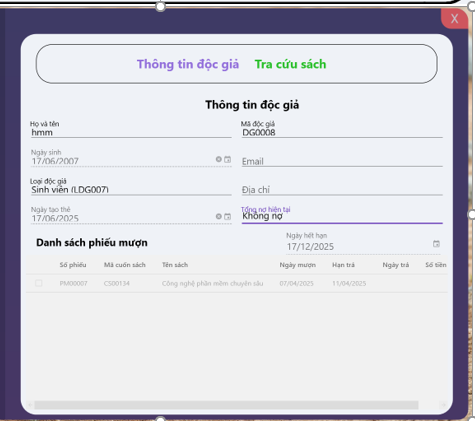 X
Thông tin độc giả Tra cứu sách
Thông tin độc giả
Họ và tên Mã độc giả
hmm DG0008
Ngày sinh
17/06/2007 Email
Loại độc giả
Sinh viên (LDG007) Địa chỉ
Ngày tạo thẻ Tổng nợ hiện tại
17/06/2025 Không nợ
Danh sách phiếu mượn Ngày hết hạn
17/12/2025
Số phiếu Mã cuốn sách Tên sách Ngày mượn Hạn trả Ngày trả Số tiền
PM00007 CS00134 Công nghệ phần mềm chuyên sâu 07/04/2025 11/04/2025